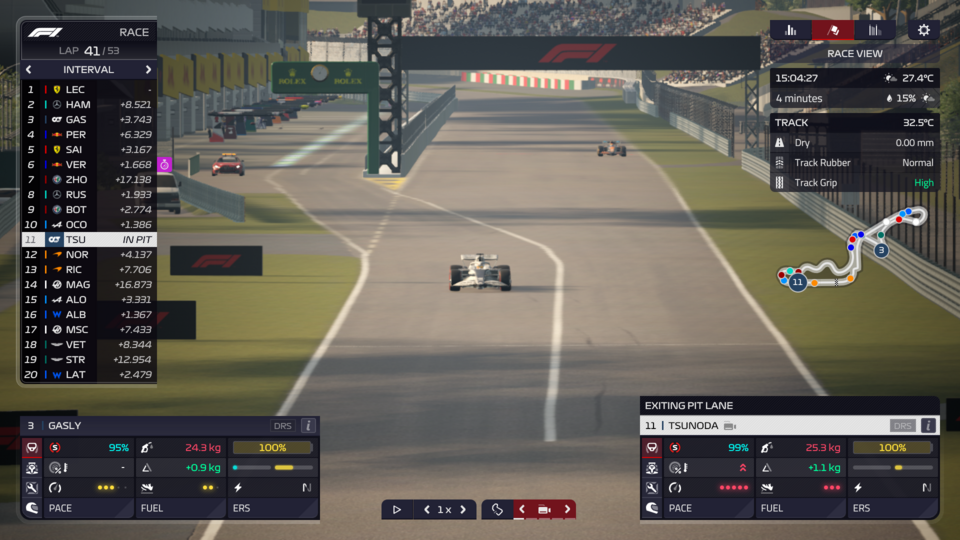 F1 RACE
LAP 41 / 53
INTERVAL
1 LEC -
2 HAM +8.521
3 GAS +3.743
4 PER +6.329
5 SAI +3.167
6 VER +1.668
7 ZHO +17.138
8 RUS +1.933
9 BOT +2.774
10 OCO +1.386
11 TSU IN PIT
12 NOR +4.137
13 RIC +7.706
14 MAG +16.873
15 ALO +3.331
16 ALB +1.367
17 MSC +7.433
18 VET +8.344
19 STR +12.954
20 LAT +2.479
ROLEX ROLEX
F1
F1
RACE VIEW
15:04:27 27.4°C
4 minutes 15%
TRACK 32.5°C
Dry 0.00 mm
Track Rubber Normal
Track Grip High
3
11
3 GASLY DRS i
S 95% 24.3 kg 100%
- +0.9 kg
N
PACE FUEL ERS
1x
EXITING PIT LANE
11 | TSUNODA DRS i
S 99% 25.3 kg 100%
+1.1 kg
N
PACE FUEL ERS